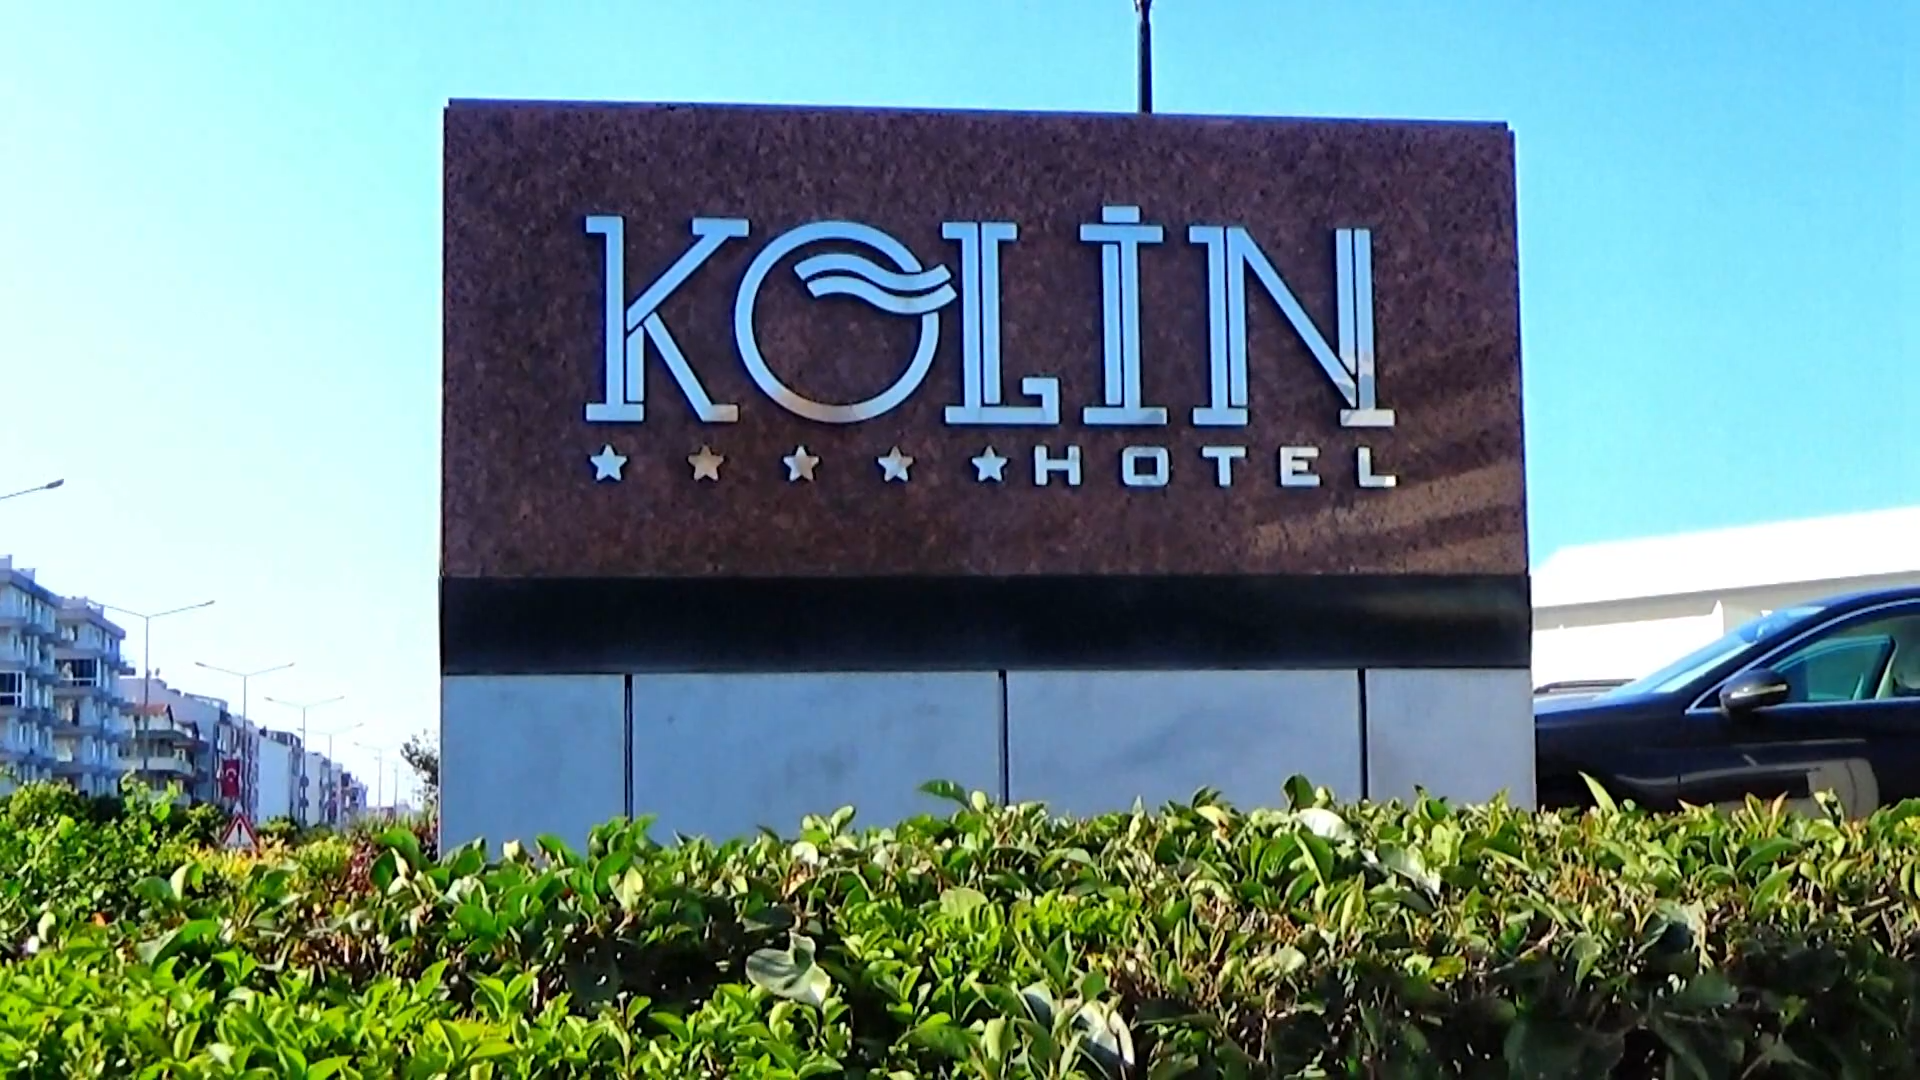 KOLİN
★ ★ ★ ★ ★ HOTEL